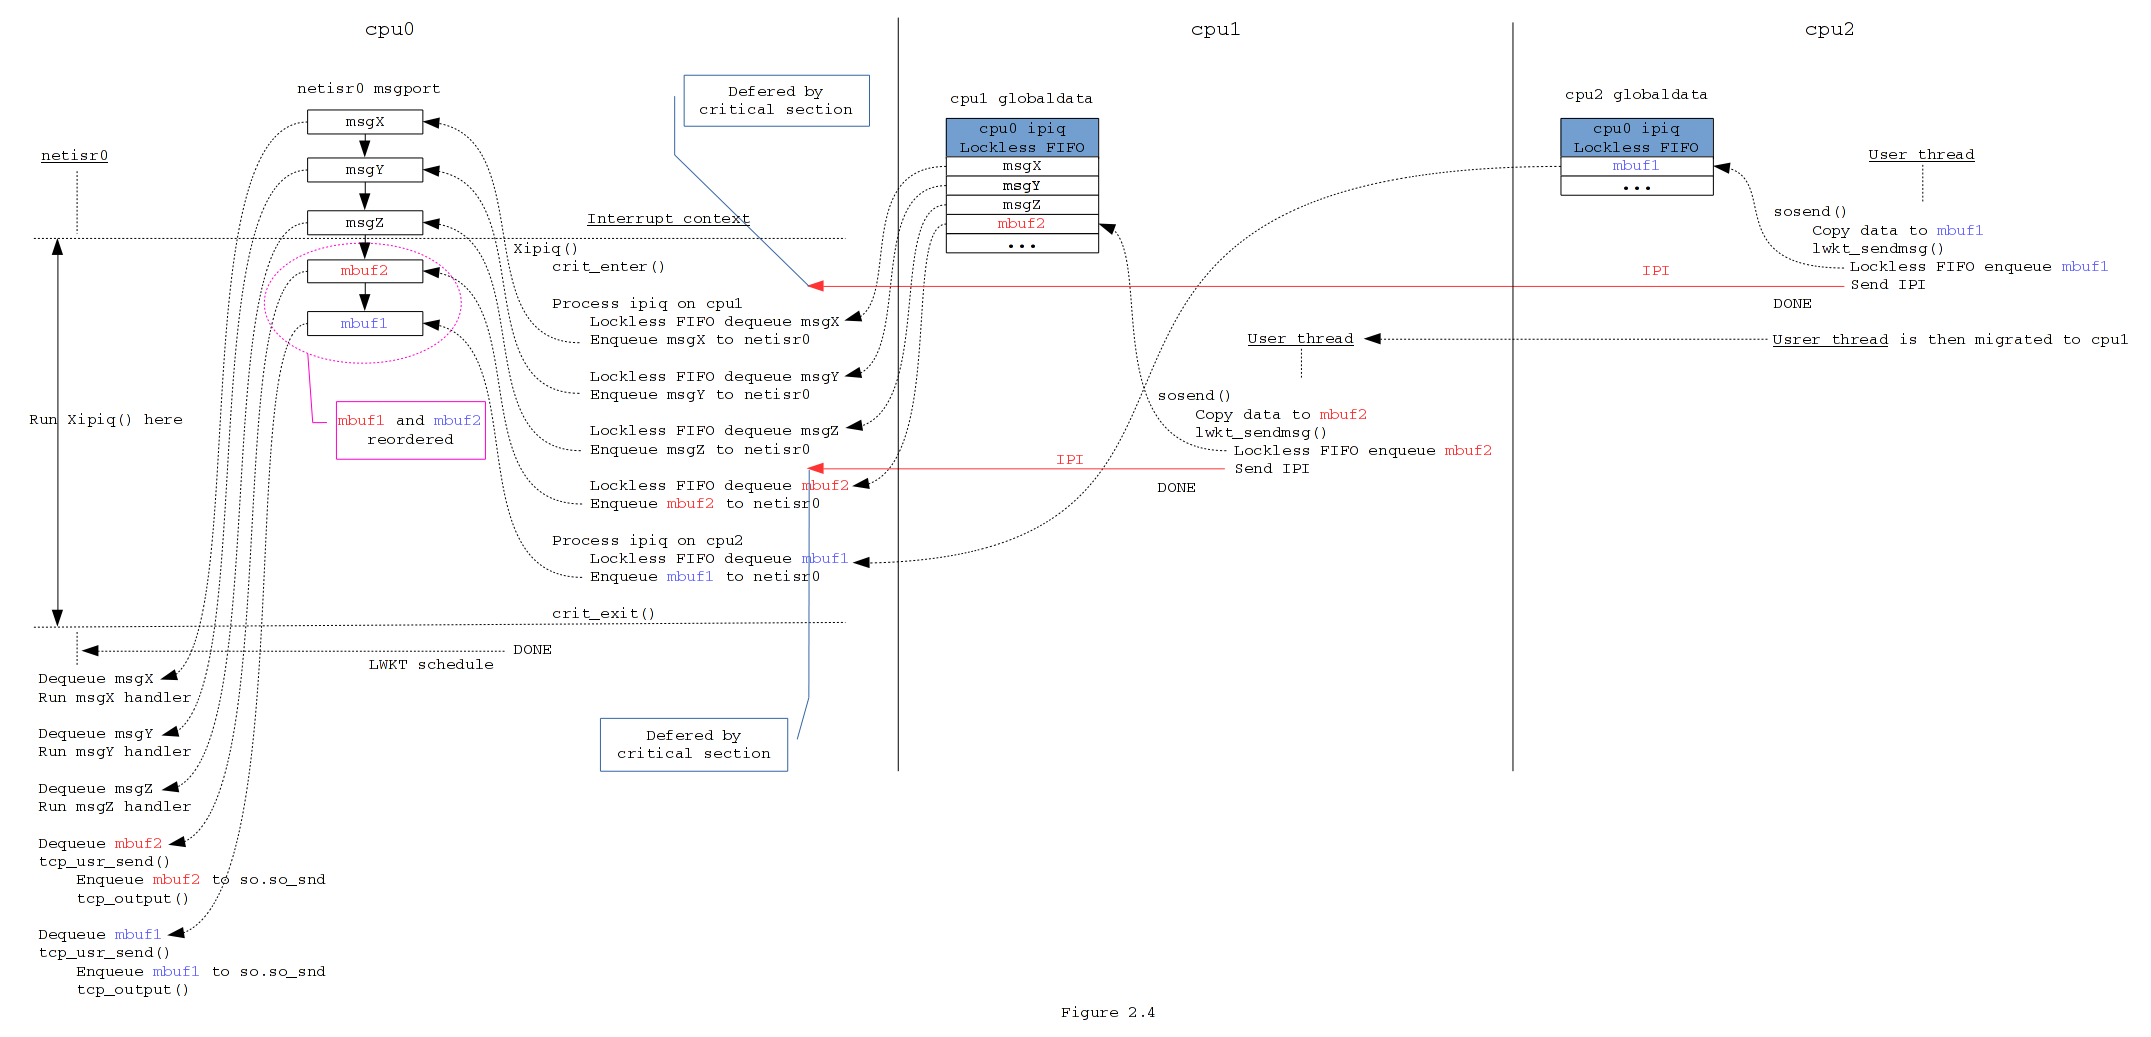 cpu0
cpu1
cpu2
netisr0 msgport
msgX
msgY
msgZ
mbuf2
mbuf1
netisr0
Run Xipiq() here
mbuf1 and mbuf2
reordered
Defered by
critical section
Interrupt context
Xipiq()
crit_enter()
Process ipiq on cpu1
Lockless FIFO dequeue msgX
Enqueue msgX to netisr0
Lockless FIFO dequeue msgY
Enqueue msgY to netisr0
Lockless FIFO dequeue msgZ
Enqueue msgZ to netisr0
Lockless FIFO dequeue mbuf2
Enqueue mbuf2 to netisr0
Process ipiq on cpu2
Lockless FIFO dequeue mbuf1
Enqueue mbuf1 to netisr0
crit_exit()
DONE
LWKT schedule
Defered by
critical section
Dequeue msgX
Run msgX handler
Dequeue msgY
Run msgY handler
Dequeue msgZ
Run msgZ handler
Dequeue mbuf2
tcp_usr_send()
Enqueue mbuf2 to so.so_snd
tcp_output()
Dequeue mbuf1
tcp_usr_send()
Enqueue mbuf1 to so.so_snd
tcp_output()
cpu1 globaldata
cpu0 ipiq
Lockless FIFO
msgX
msgY
msgZ
mbuf2
...
User thread
sosend()
Copy data to mbuf2
lwkt_sendmsg()
Lockless FIFO enqueue mbuf2
Send IPI
DONE
IPI
cpu2 globaldata
cpu0 ipiq
Lockless FIFO
mbuf1
...
User thread
sosend()
Copy data to mbuf1
lwkt_sendmsg()
Lockless FIFO enqueue mbuf1
Send IPI
DONE
IPI
Usrer thread is then migrated to cpu1
Figure 2.4